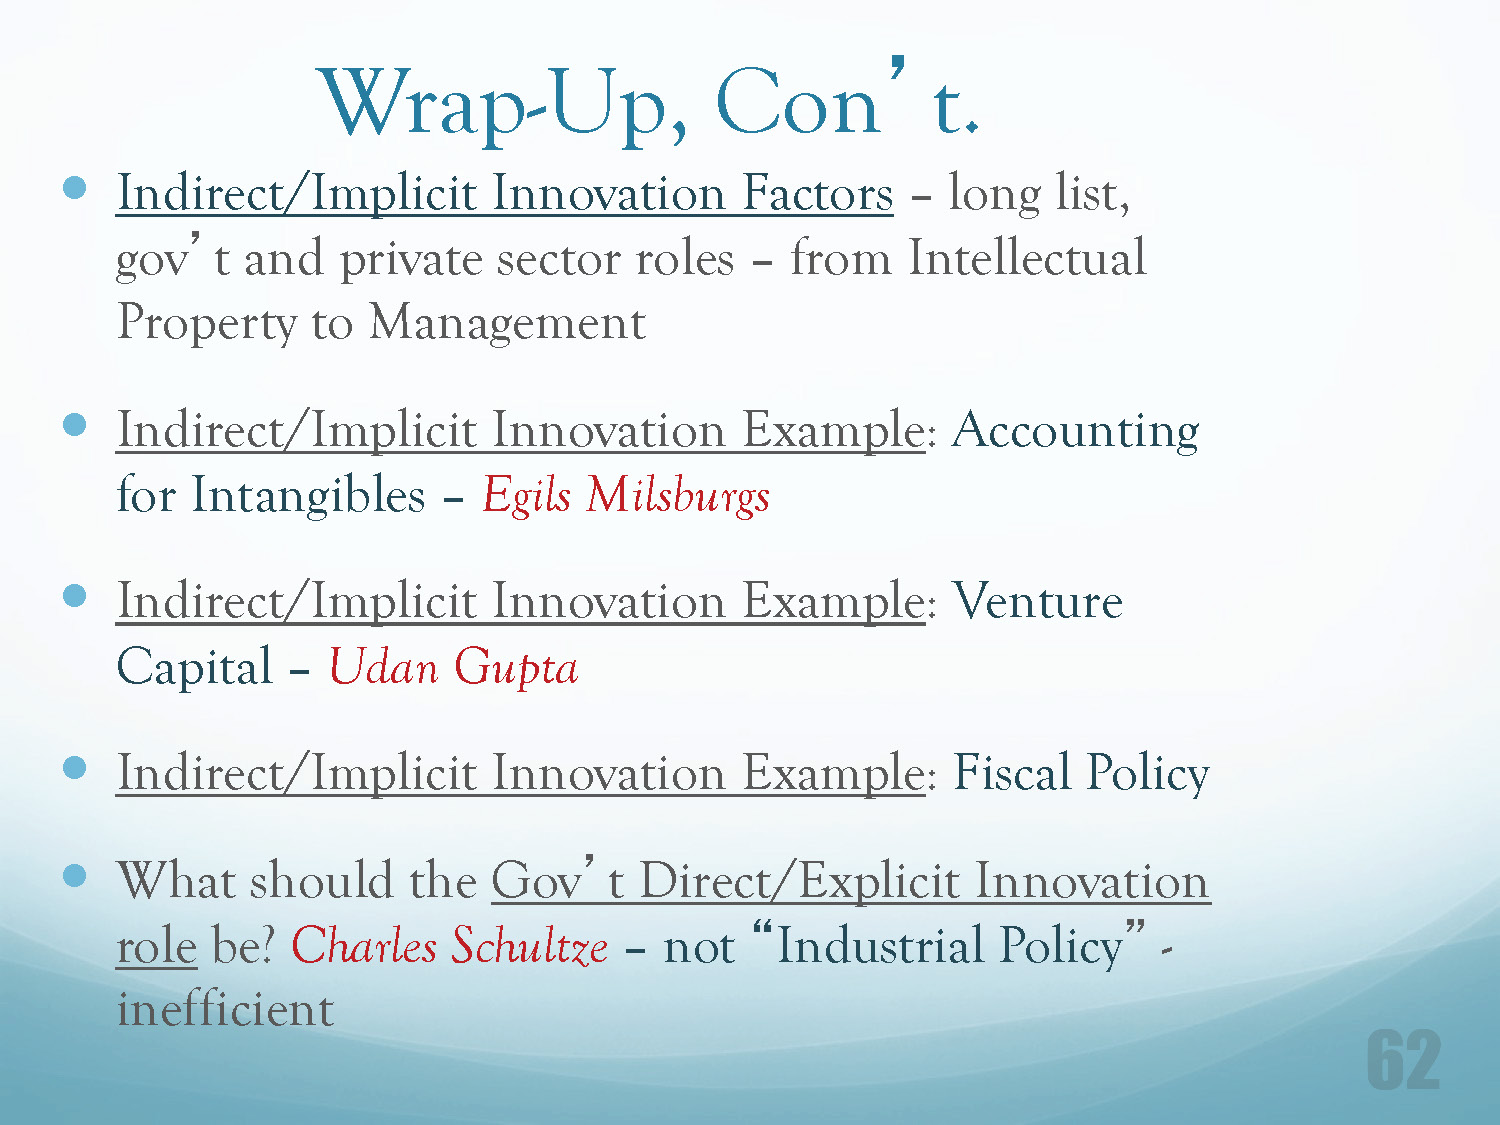 Wrap-Up, Con’t.
Indirect/Implicit Innovation Factors – long list,
gov’t and private sector roles – from Intellectual
Property to Management
Indirect/Implicit Innovation Example: Accounting
for Intangibles – Egils Milsburgs
Indirect/Implicit Innovation Example: Venture
Capital – Udan Gupta
Indirect/Implicit Innovation Example: Fiscal Policy
What should the Gov’t Direct/Explicit Innovation
role be? Charles Schultze – not “Industrial Policy” -
inefficient
62